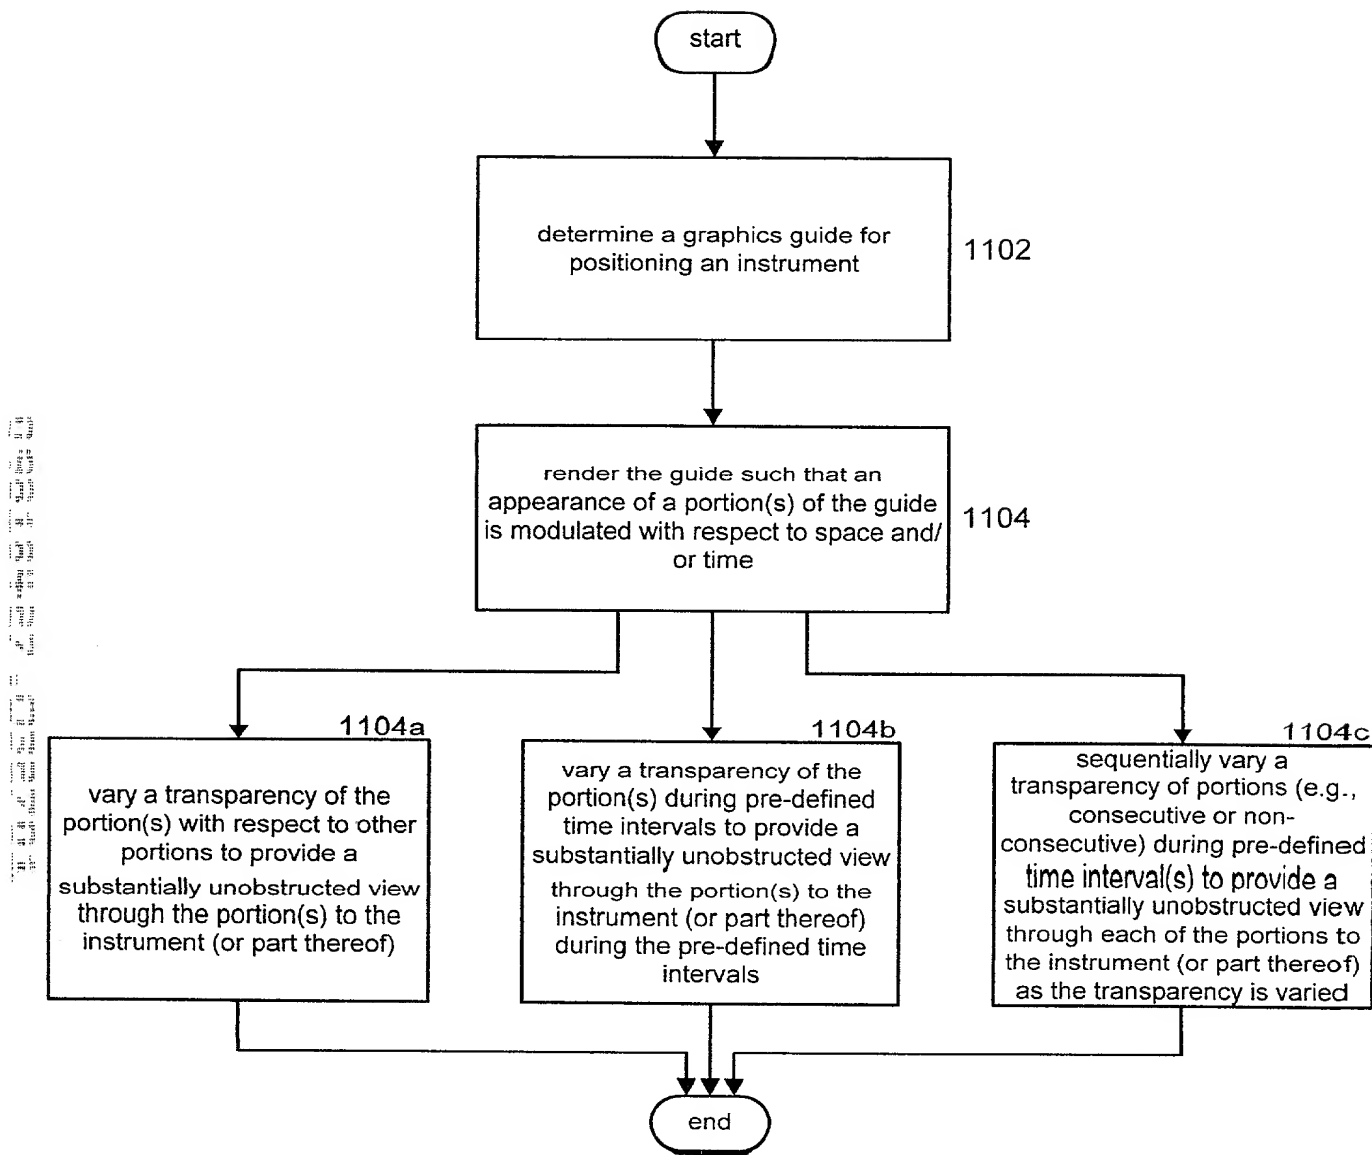 start
determine a graphics guide for
positioning an instrument
1102
render the guide such that an
appearance of a portion(s) of the guide
is modulated with respect to space and/
or time
1104
1104a
vary a transparency of the
portion(s) with respect to other
portions to provide a
substantially unobstructed view
through the portion(s) to the
instrument (or part thereof)
1104b
vary a transparency of the
portion(s) during pre-defined
time intervals to provide a
substantially unobstructed view
through the portion(s) to the
instrument (or part thereof)
during the pre-defined time
intervals
1104c
sequentially vary a
transparency of portions (e.g.,
consecutive or non-
consecutive) during pre-defined
time interval(s) to provide a
substantially unobstructed view
through each of the portions to
the instrument (or part thereof)
as the transparency is varied
end